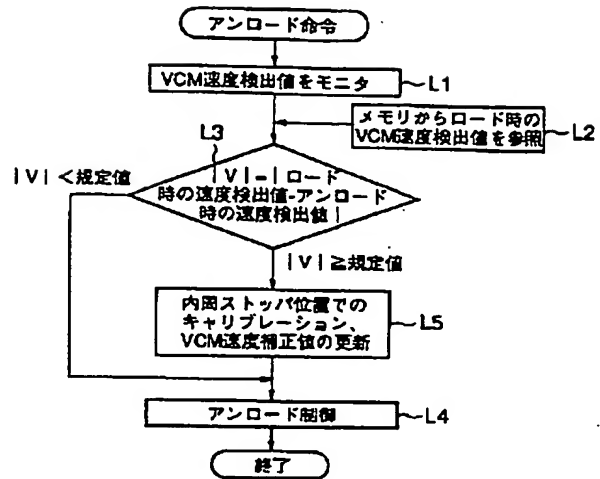 アンロード命令
VCM速度検出値をモニタ
L1
メモリからロード時の
VCM速度検出値を参照
L2
L3
|V|=|ロード
時の速度検出値-アンロード
時の速度検出値|
|V|<規定値
|V|≧規定値
内周ストッパ位置での
キャリブレーション、
VCM速度補正値の更新
L5
アンロード制御
L4
終了